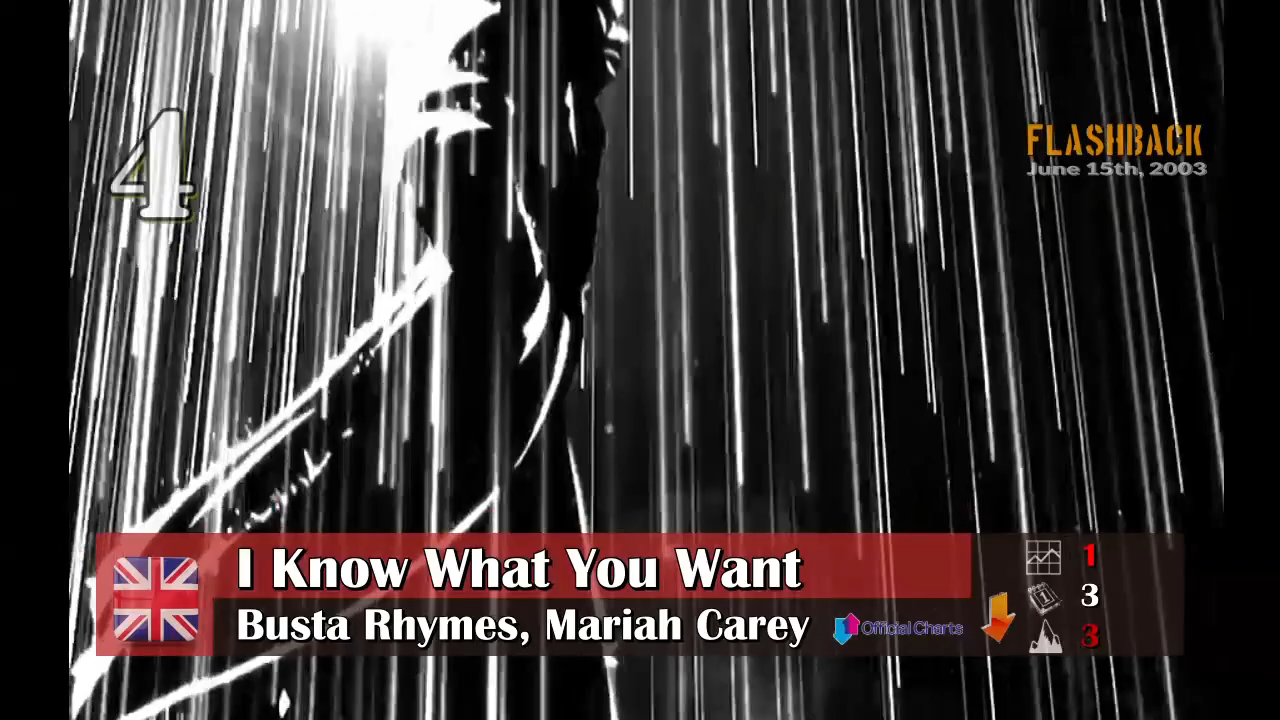 4
FLASHBACK
June 15th, 2003
I Know What You Want
Busta Rhymes, Mariah Carey
Official Charts
1
3
3